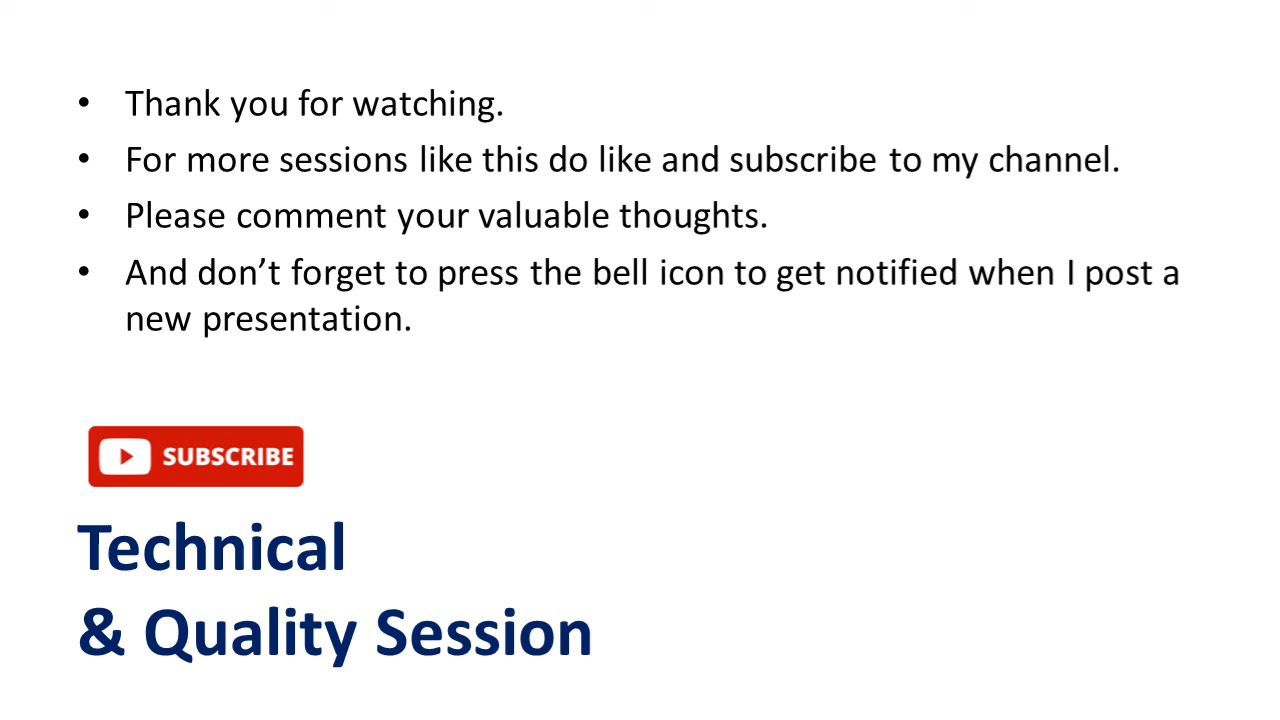 • Thank you for watching.
• For more sessions like this do like and subscribe to my channel.
• Please comment your valuable thoughts.
• And don’t forget to press the bell icon to get notified when I post a
new presentation.
SUBSCRIBE
Technical
& Quality Session